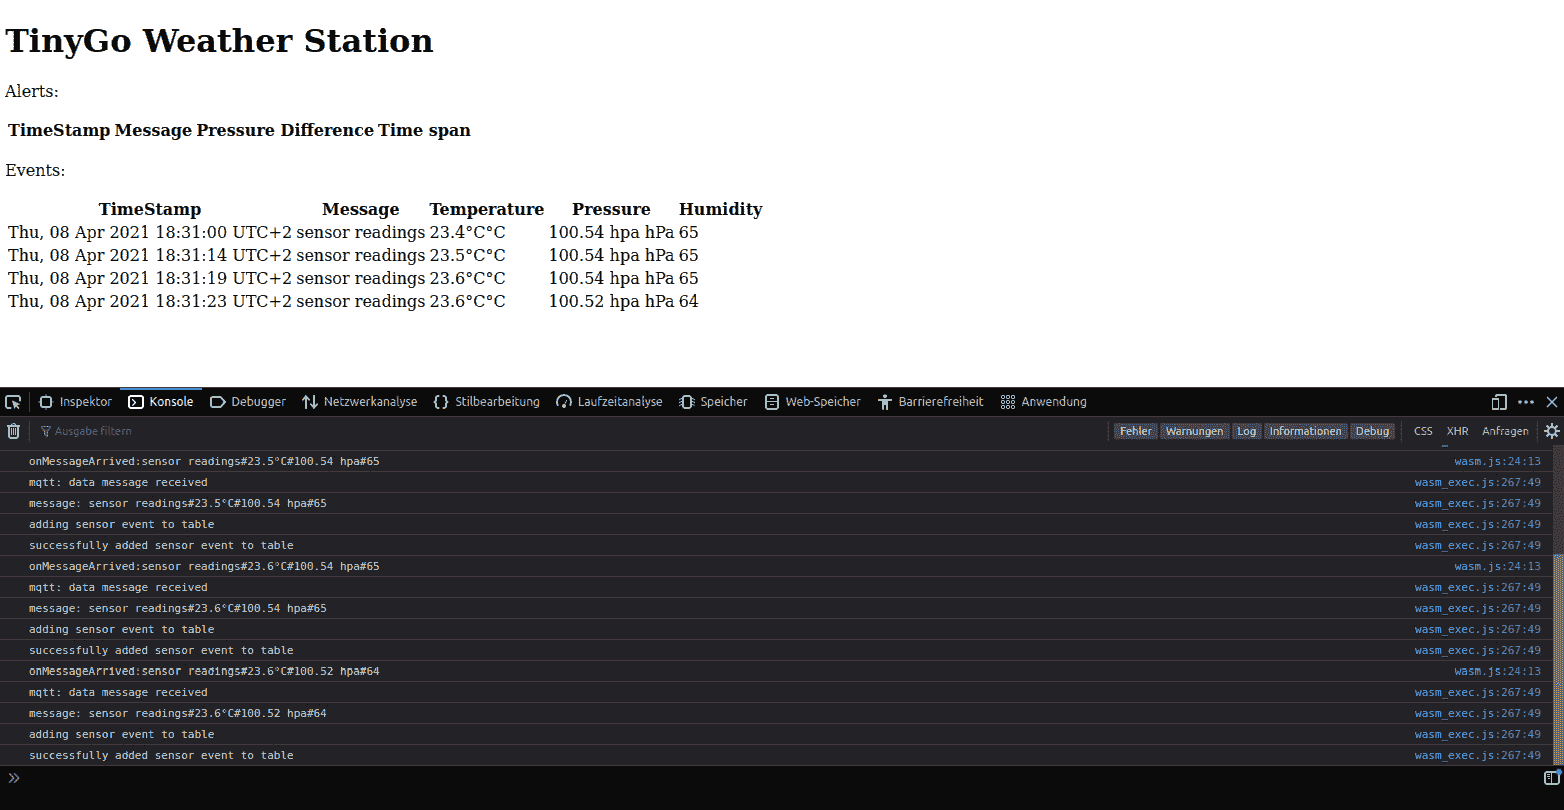 TinyGo Weather Station
Alerts:
TimeStamp Message Pressure Difference Time span
Events:
TimeStamp Message Temperature Pressure Humidity
Thu, 08 Apr 2021 18:31:00 UTC+2 sensor readings 23.4°C°C 100.54 hpa hPa 65
Thu, 08 Apr 2021 18:31:14 UTC+2 sensor readings 23.5°C°C 100.54 hpa hPa 65
Thu, 08 Apr 2021 18:31:19 UTC+2 sensor readings 23.6°C°C 100.54 hpa hPa 65
Thu, 08 Apr 2021 18:31:23 UTC+2 sensor readings 23.6°C°C 100.52 hpa hPa 64
Inspektor Konsole Debugger Netzwerkanalyse Stilbearbeitung Laufzeitanalyse Speicher Web-Speicher Barrierefreiheit Anwendung
Ausgabe filtern Fehler Warnungen Log Informationen Debug CSS XHR Anfragen
onMessageArrived:sensor readings#23.5°C#100.54 hpa#65 wasm.js:24:13
mqtt: data message received wasm_exec.js:267:49
message: sensor readings#23.5°C#100.54 hpa#65 wasm_exec.js:267:49
adding sensor event to table wasm_exec.js:267:49
successfully added sensor event to table wasm_exec.js:267:49
onMessageArrived:sensor readings#23.6°C#100.54 hpa#65 wasm.js:24:13
mqtt: data message received wasm_exec.js:267:49
message: sensor readings#23.6°C#100.54 hpa#65 wasm_exec.js:267:49
adding sensor event to table wasm_exec.js:267:49
successfully added sensor event to table wasm_exec.js:267:49
onMessageArrived:sensor readings#23.6°C#100.52 hpa#64 wasm.js:24:13
mqtt: data message received wasm_exec.js:267:49
message: sensor readings#23.6°C#100.52 hpa#64 wasm_exec.js:267:49
adding sensor event to table wasm_exec.js:267:49
successfully added sensor event to table wasm_exec.js:267:49